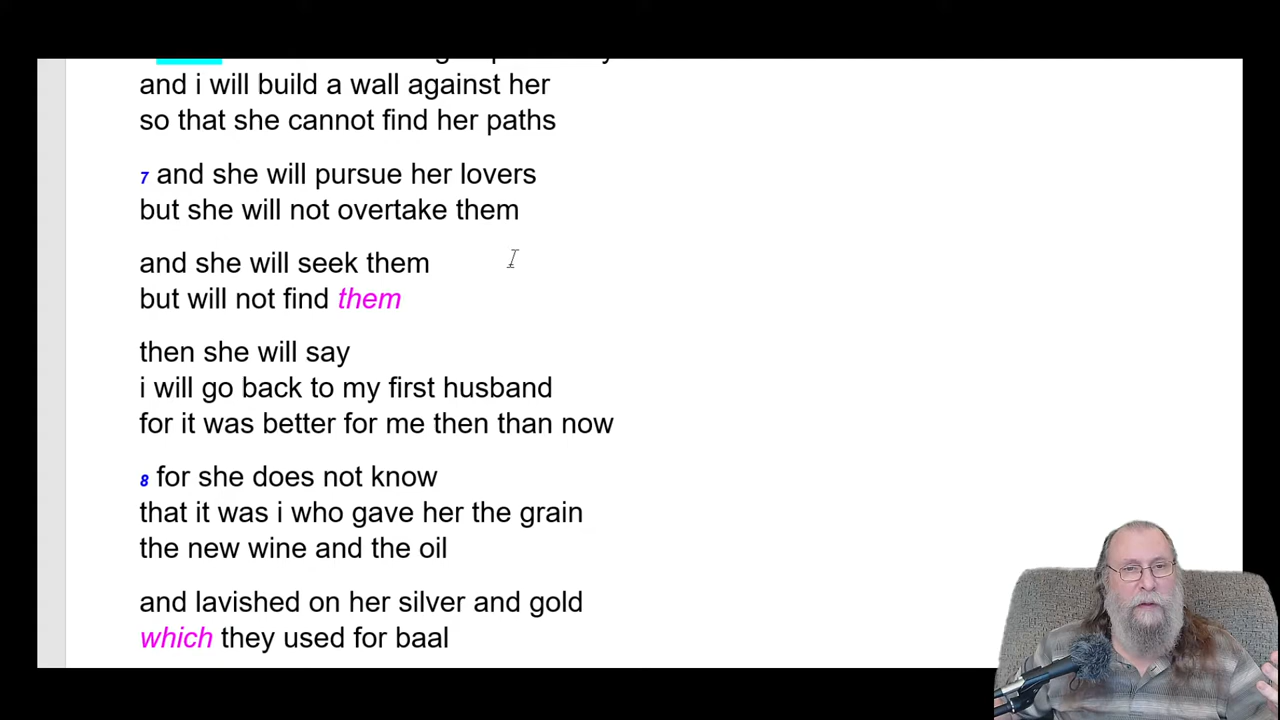 and i will build a wall against her
so that she cannot find her paths
7 and she will pursue her lovers
but she will not overtake them
and she will seek them
but will not find them
then she will say
i will go back to my first husband
for it was better for me then than now
8 for she does not know
that it was i who gave her the grain
the new wine and the oil
and lavished on her silver and gold
which they used for baal